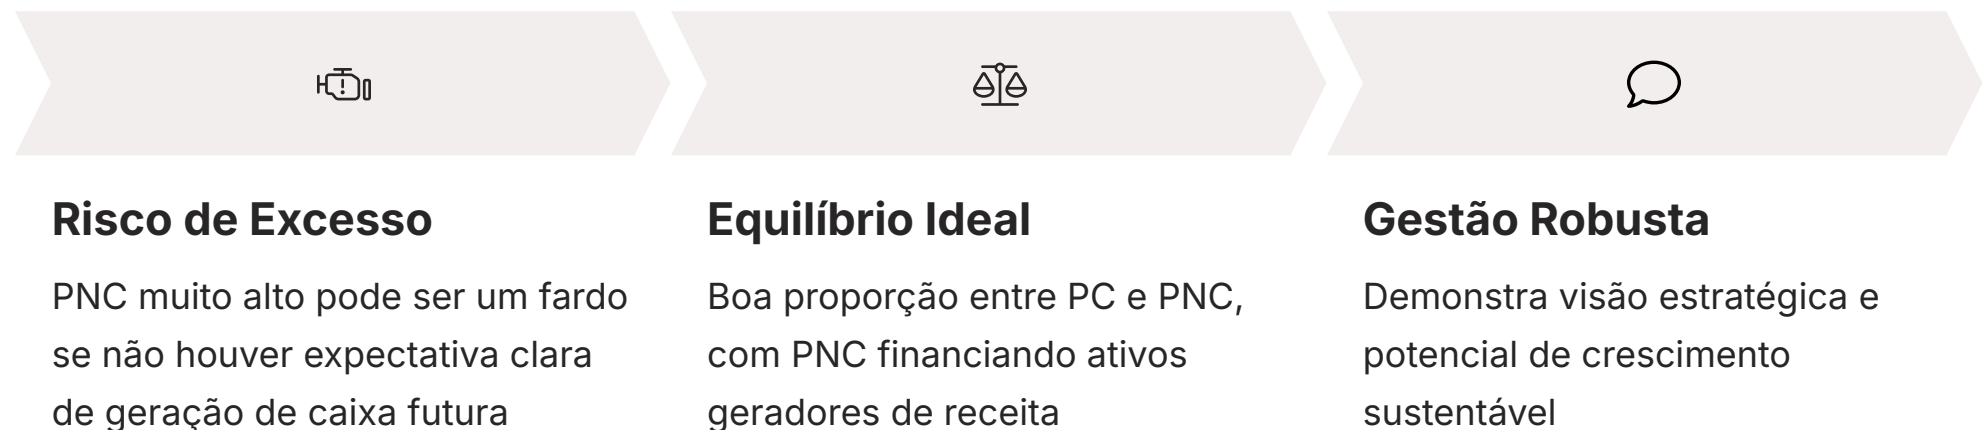 Risco de Excesso
PNC muito alto pode ser um fardo
se não houver expectativa clara
de geração de caixa futura
Equilíbrio Ideal
Boa proporção entre PC e PNC,
com PNC financiando ativos
geradores de receita
Gestão Robusta
Demonstra visão estratégica e
potencial de crescimento
sustentável